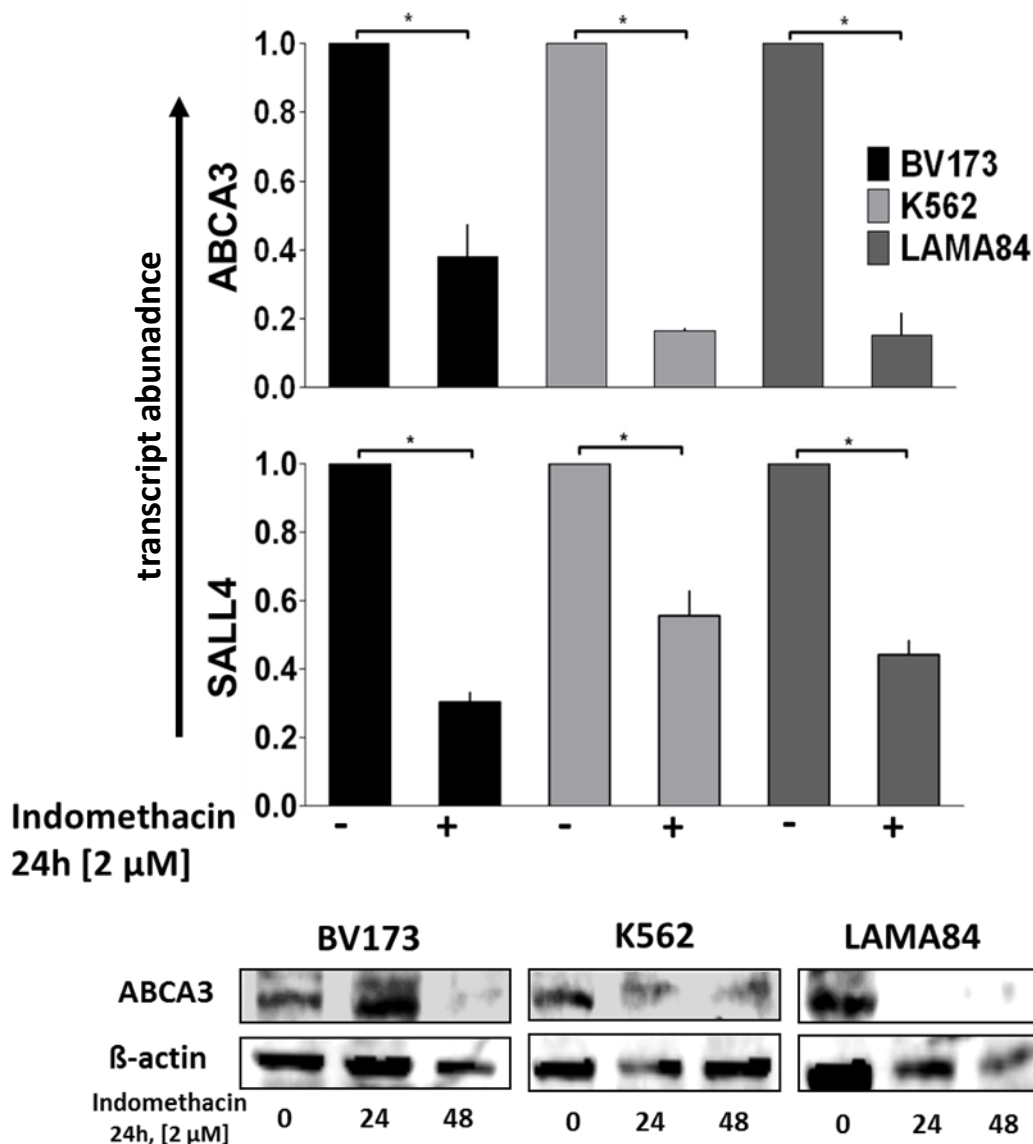 * * *
1.0
0.8
0.6
0.4
0.2
0.0
ABCA3
BV173
K562
LAMA84
transcript abunadnce
* * *
1.0
0.8
0.6
0.4
0.2
0.0
SALL4
Indomethacin
24h [2 µM]
- + - + - +
BV173 K562 LAMA84
ABCA3
ß-actin
Indomethacin
24h, [2 µM]
0 24 48 0 24 48 0 24 48